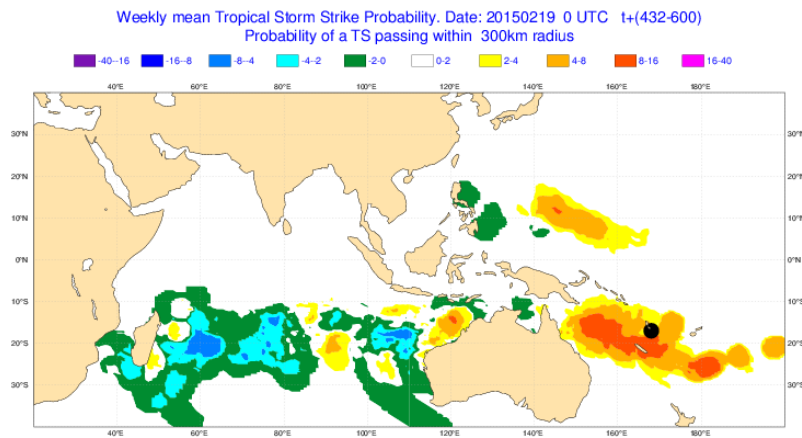 Weekly mean Tropical Storm Strike Probability. Date: 20150219 0 UTC t+(432-600)
Probability of a TS passing within 300km radius
-40--16 -16--8 -8--4 -4--2 -2-0 0-2 2-4 4-8 8-16 16-40
40°E 60°E 80°E 100°E 120°E 140°E 160°E 180°E
30°N 30°N
20°N 20°N
10°N 10°N
0°N 0°N
10°S 10°S
20°S 20°S
30°S 30°S
40°E 60°E 80°E 100°E 120°E 140°E 160°E 180°E